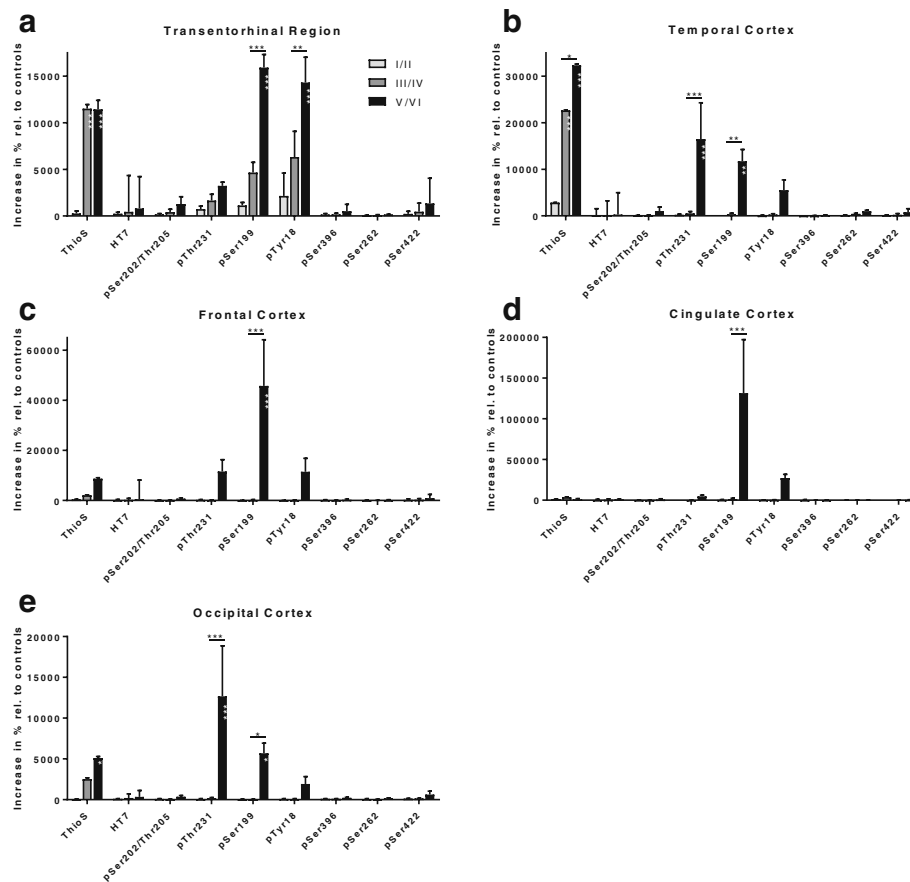 a
Transentorhinal Region
Increase in % rel. to controls
15000
10000
5000
0
***
**
***
***
***
***
I/II
III/IV
V/VI
ThioS
HT7
pSer202/Thr205
pThr231
pSer199
pTyr18
pSer396
pSer262
pSer422
b
Temporal Cortex
Increase in % rel. to controls
30000
20000
10000
0
*
***
**
***
***
***
**
ThioS
HT7
pSer202/Thr205
pThr231
pSer199
pTyr18
pSer396
pSer262
pSer422
c
Frontal Cortex
Increase in % rel. to controls
60000
40000
20000
0
***
***
ThioS
HT7
pSer202/Thr205
pThr231
pSer199
pTyr18
pSer396
pSer262
pSer422
d
Cingulate Cortex
Increase in % rel. to controls
200000
150000
100000
50000
0
***
ThioS
HT7
pSer202/Thr205
pThr231
pSer199
pTyr18
pSer396
pSer262
pSer422
e
Occipital Cortex
Increase in % rel. to controls
20000
15000
10000
5000
0
***
*
*
***
*
ThioS
HT7
pSer202/Thr205
pThr231
pSer199
pTyr18
pSer396
pSer262
pSer422